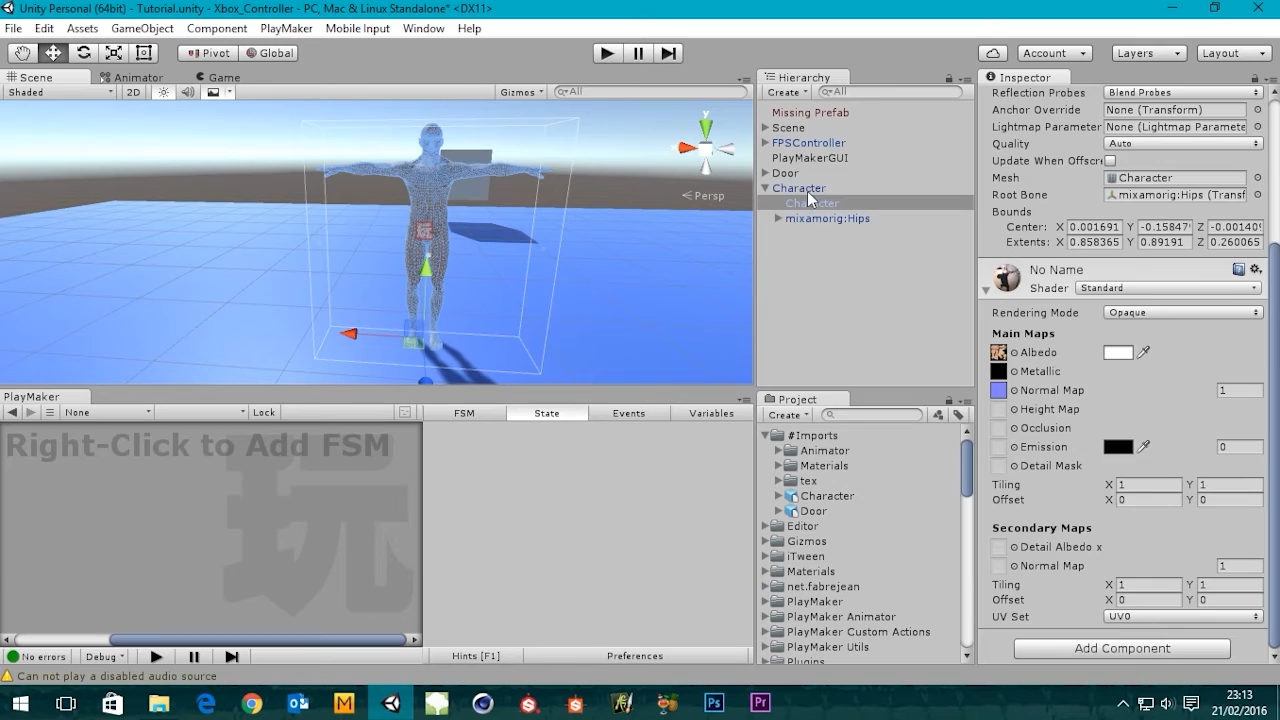 Unity Personal (64bit) - Tutorial.unity - Xbox_Controller - PC, Mac & Linux Standalone* <DX11>
File Edit Assets GameObject Component PlayMaker Mobile Input Window Help
Pivot Global Account Layers Layout
Scene Animator Game
Shaded 2D Gizmos All
y
Persp
Hierarchy
Create All
Missing Prefab
Scene
FPSController
PlayMakerGUI
Door
Character
Character
mixamorig:Hips
Inspector
Reflection Probes Blend Probes
Anchor Override None (Transform)
Lightmap Parameter None (Lightmap Paramete
Quality Auto
Update When Offscr
Mesh Character
Root Bone mixamorig:Hips (Transf
Bounds
Center: X 0.001691 Y -0.15847 Z -0.00140
Extents: X 0.858365 Y 0.89191 Z 0.260065
No Name
Shader Standard
Rendering Mode Opaque
Main Maps
Albedo
Metallic
Normal Map 1
Height Map
Occlusion
Emission 0
Detail Mask
Tiling X 1 Y 1
Offset X 0 Y 0
Secondary Maps
Detail Albedo x
Normal Map 1
Tiling X 1 Y 1
Offset X 0 Y 0
UV Set UV0
Add Component
PlayMaker
None Lock FSM State Events Variables
Right-Click to Add FSM
玩
No errors Debug Hints [F1] Preferences
Project
Create
#Imports
Animator
Materials
tex
Character
Door
Editor
Gizmos
iTween
Materials
net.fabrejean
PlayMaker
PlayMaker Animator
PlayMaker Custom Actions
PlayMaker Utils
Plugins
Can not play a disabled audio source
M Ps Pr
23:13
21/02/2016